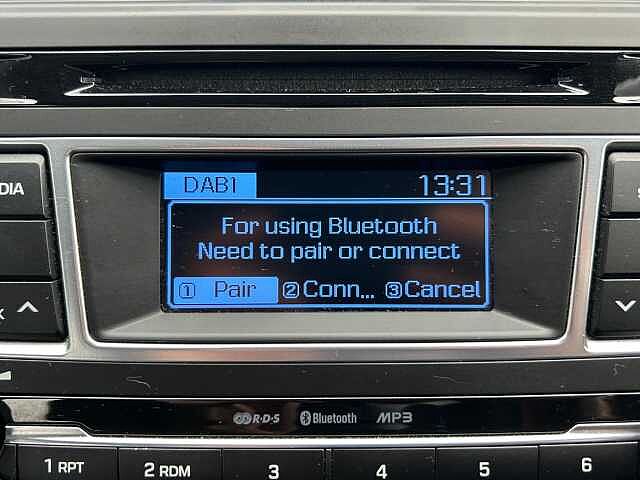 DAB1 13:31
DIA
For using Bluetooth
Need to pair or connect
1 Pair 2 Conn... 3 Cancel
R·D·S Bluetooth MP3
1 RPT 2 RDM 3 4 5 6